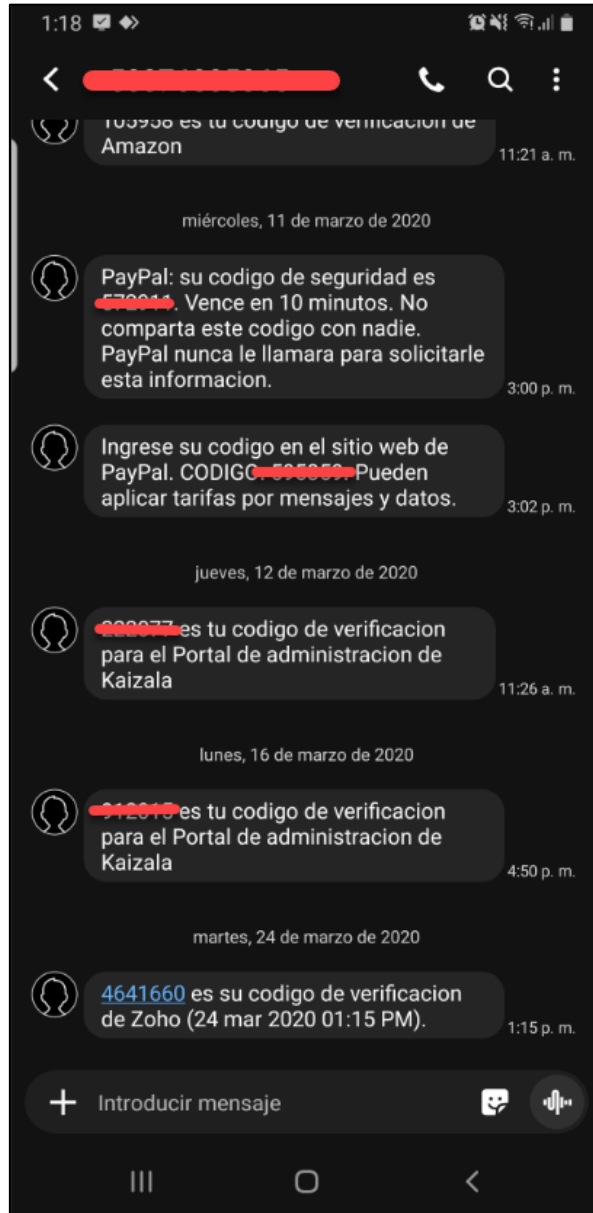 1:18
es tu codigo de verificacion de
Amazon
11:21 a. m.
miércoles, 11 de marzo de 2020
PayPal: su codigo de seguridad es
. Vence en 10 minutos. No
comparta este codigo con nadie.
PayPal nunca le llamara para solicitarle
esta informacion.
3:00 p. m.
Ingrese su codigo en el sitio web de
PayPal. CODIGO: Pueden
aplicar tarifas por mensajes y datos.
3:02 p. m.
jueves, 12 de marzo de 2020
es tu codigo de verificacion
para el Portal de administracion de
Kaizala
11:26 a. m.
lunes, 16 de marzo de 2020
es tu codigo de verificacion
para el Portal de administracion de
Kaizala
4:50 p. m.
martes, 24 de marzo de 2020
4641660 es su codigo de verificacion
de Zoho (24 mar 2020 01:15 PM).
1:15 p. m.
Introducir mensaje